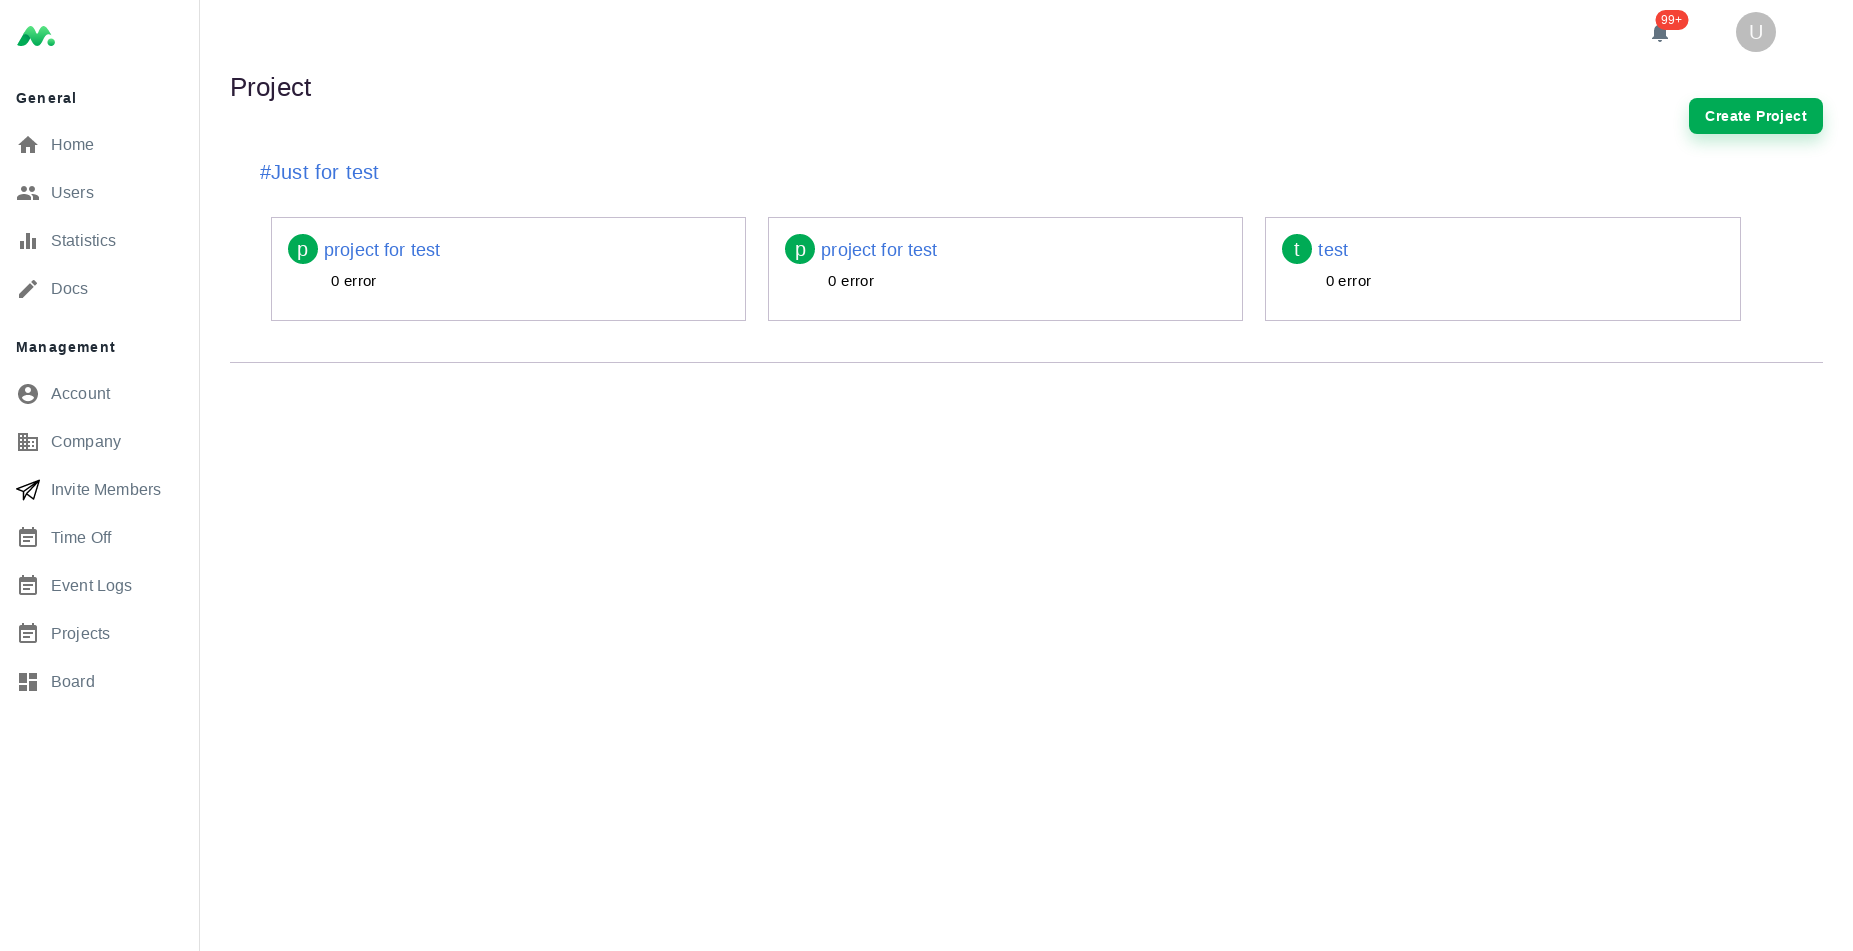 99+
U
General
Home
Users
Statistics
Docs
Management
Account
Company
Invite Members
Time Off
Event Logs
Projects
Board
Project
Create Project
#Just for test
p project for test
0 error
p project for test
0 error
t test
0 error